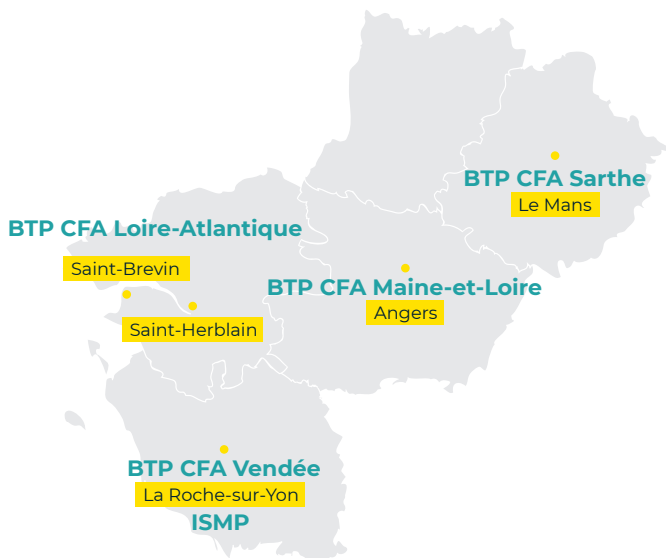 BTP CFA Sarthe
Le Mans
BTP CFA Loire-Atlantique
Saint-Brevin
Saint-Herblain
BTP CFA Maine-et-Loire
Angers
BTP CFA Vendée
La Roche-sur-Yon
ISMP